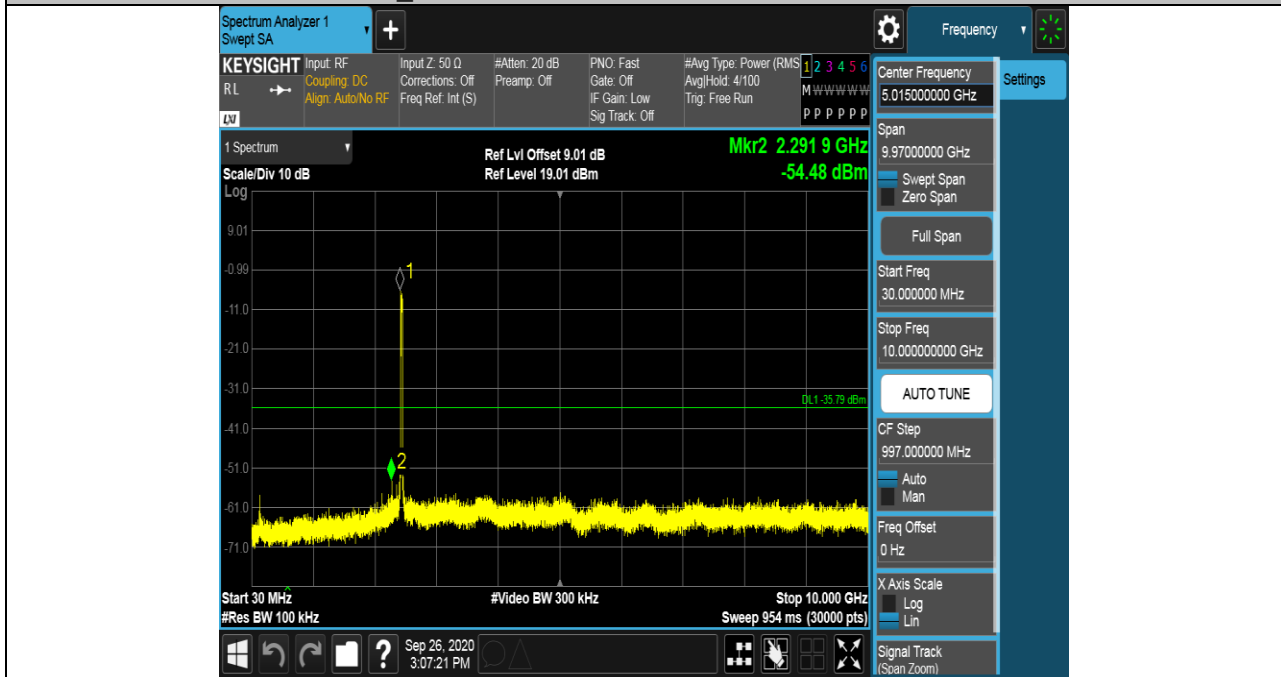 Spectrum Analyzer 1
Swept SA
+
Frequency
KEYSIGHT
RL
LXI
Input: RF
Coupling: DC
Align: Auto/No RF
Input Z: 50 Ω
Corrections: Off
Freq Ref: Int (S)
#Atten: 20 dB
Preamp: Off
PNO: Fast
Gate: Off
IF Gain: Low
Sig Track: Off
#Avg Type: Power (RMS
Avg|Hold: 4/100
Trig: Free Run
1 2 3 4 5 6
M W W W W W
P P P P P P
1 Spectrum
Scale/Div 10 dB
Log
Ref Lvl Offset 9.01 dB
Ref Level 19.01 dBm
Mkr2 2.291 9 GHz
-54.48 dBm
9.01
-0.99
-11.0
-21.0
-31.0
-41.0
-51.0
-61.0
-71.0
1
2
DL1 -35.79 dBm
Start 30 MHz
#Res BW 100 kHz
#Video BW 300 kHz
Stop 10.000 GHz
Sweep 954 ms (30000 pts)
?
Sep 26, 2020
3:07:21 PM
Center Frequency
5.015000000 GHz
Settings
Span
9.97000000 GHz
Swept Span
Zero Span
Full Span
Start Freq
30.000000 MHz
Stop Freq
10.000000000 GHz
AUTO TUNE
CF Step
997.000000 MHz
Auto
Man
Freq Offset
0 Hz
X Axis Scale
Log
Lin
Signal Track
(Span Zoom)